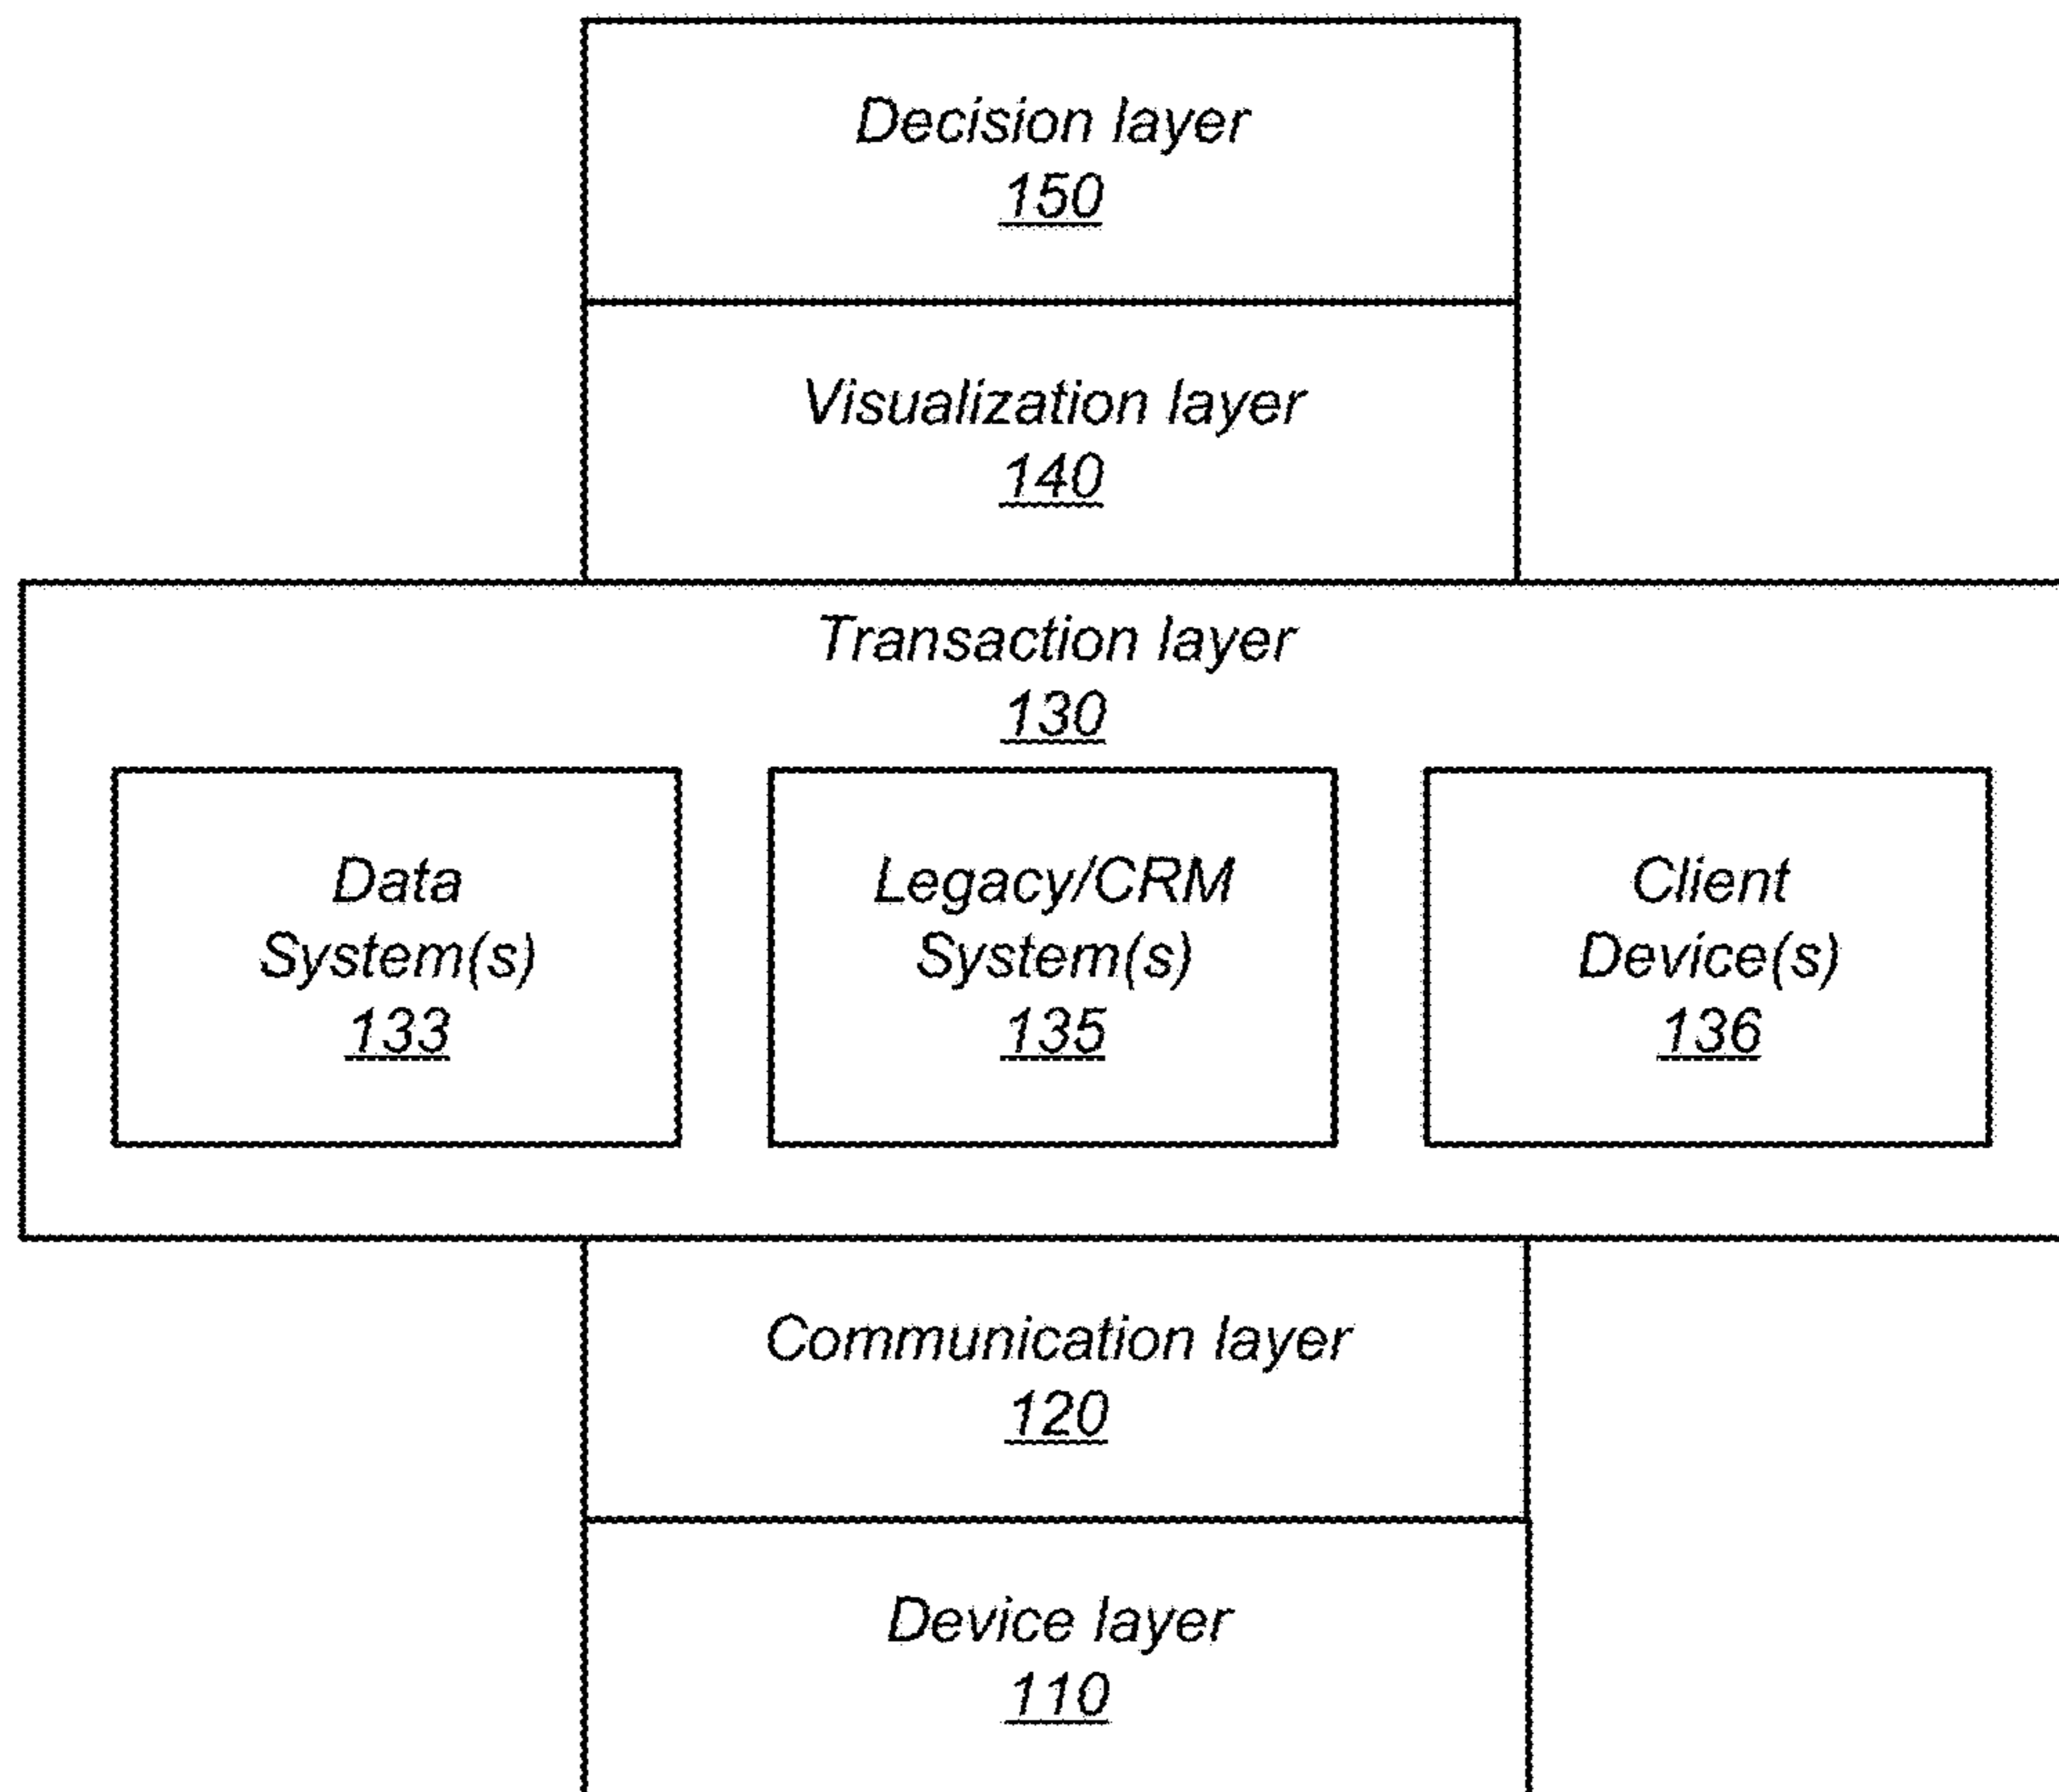 Decision layer
150
Visualization layer
140
Transaction layer
130
Data
System(s)
133
Legacy/CRM
System(s)
135
Client
Device(s)
136
Communication layer
120
Device layer
110